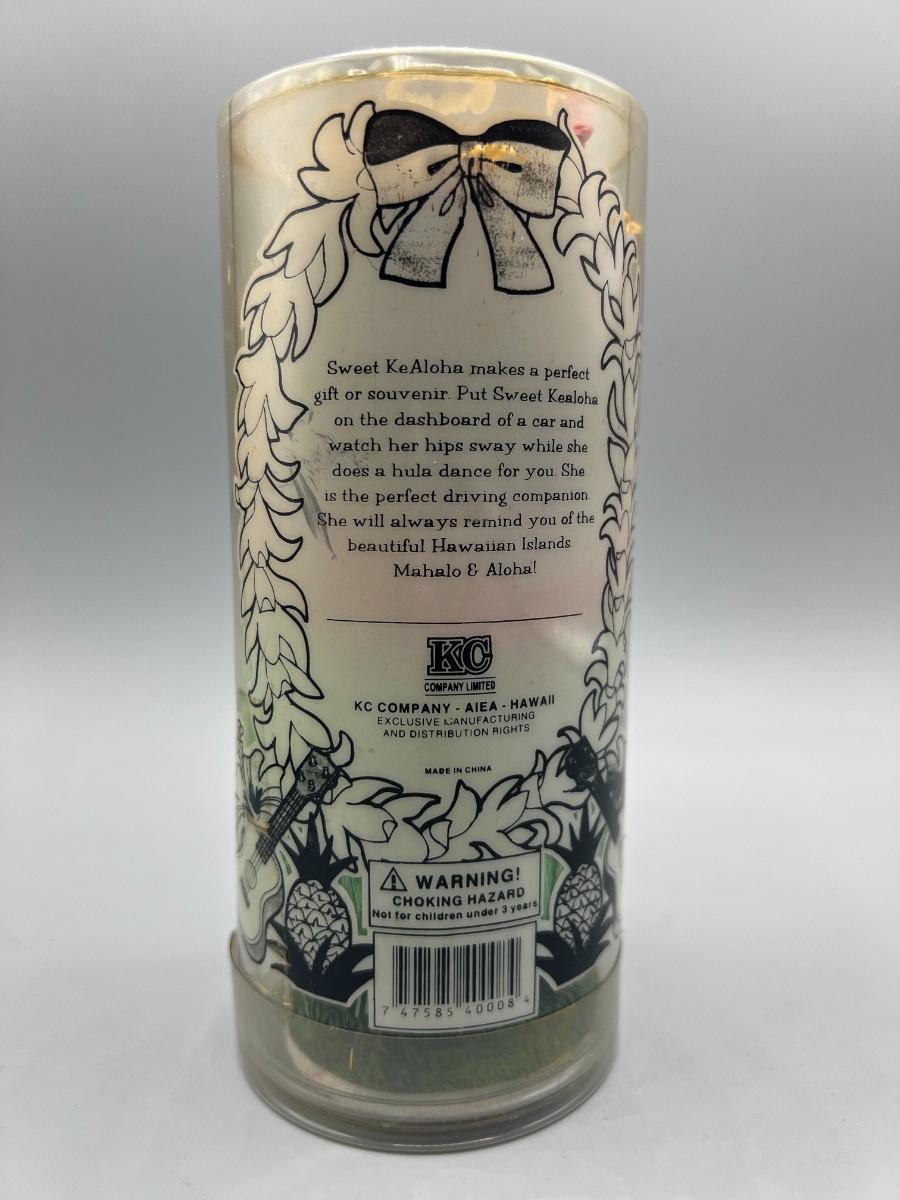 Sweet KeAloha makes a perfect
gift or souvenir. Put Sweet Kealoha
on the dashboard of a car and
watch her hips sway while she
does a hula dance for you. She
is the perfect driving companion.
She will always remind you of the
beautiful Hawaiian Islands.
Mahalo & Aloha!
KC
COMPANY LIMITED
KC COMPANY - AIEA - HAWAII
EXCLUSIVE MANUFACTURING
AND DISTRIBUTION RIGHTS
MADE IN CHINA
WARNING!
CHOKING HAZARD
Not for children under 3 years
7 47585 40008 4